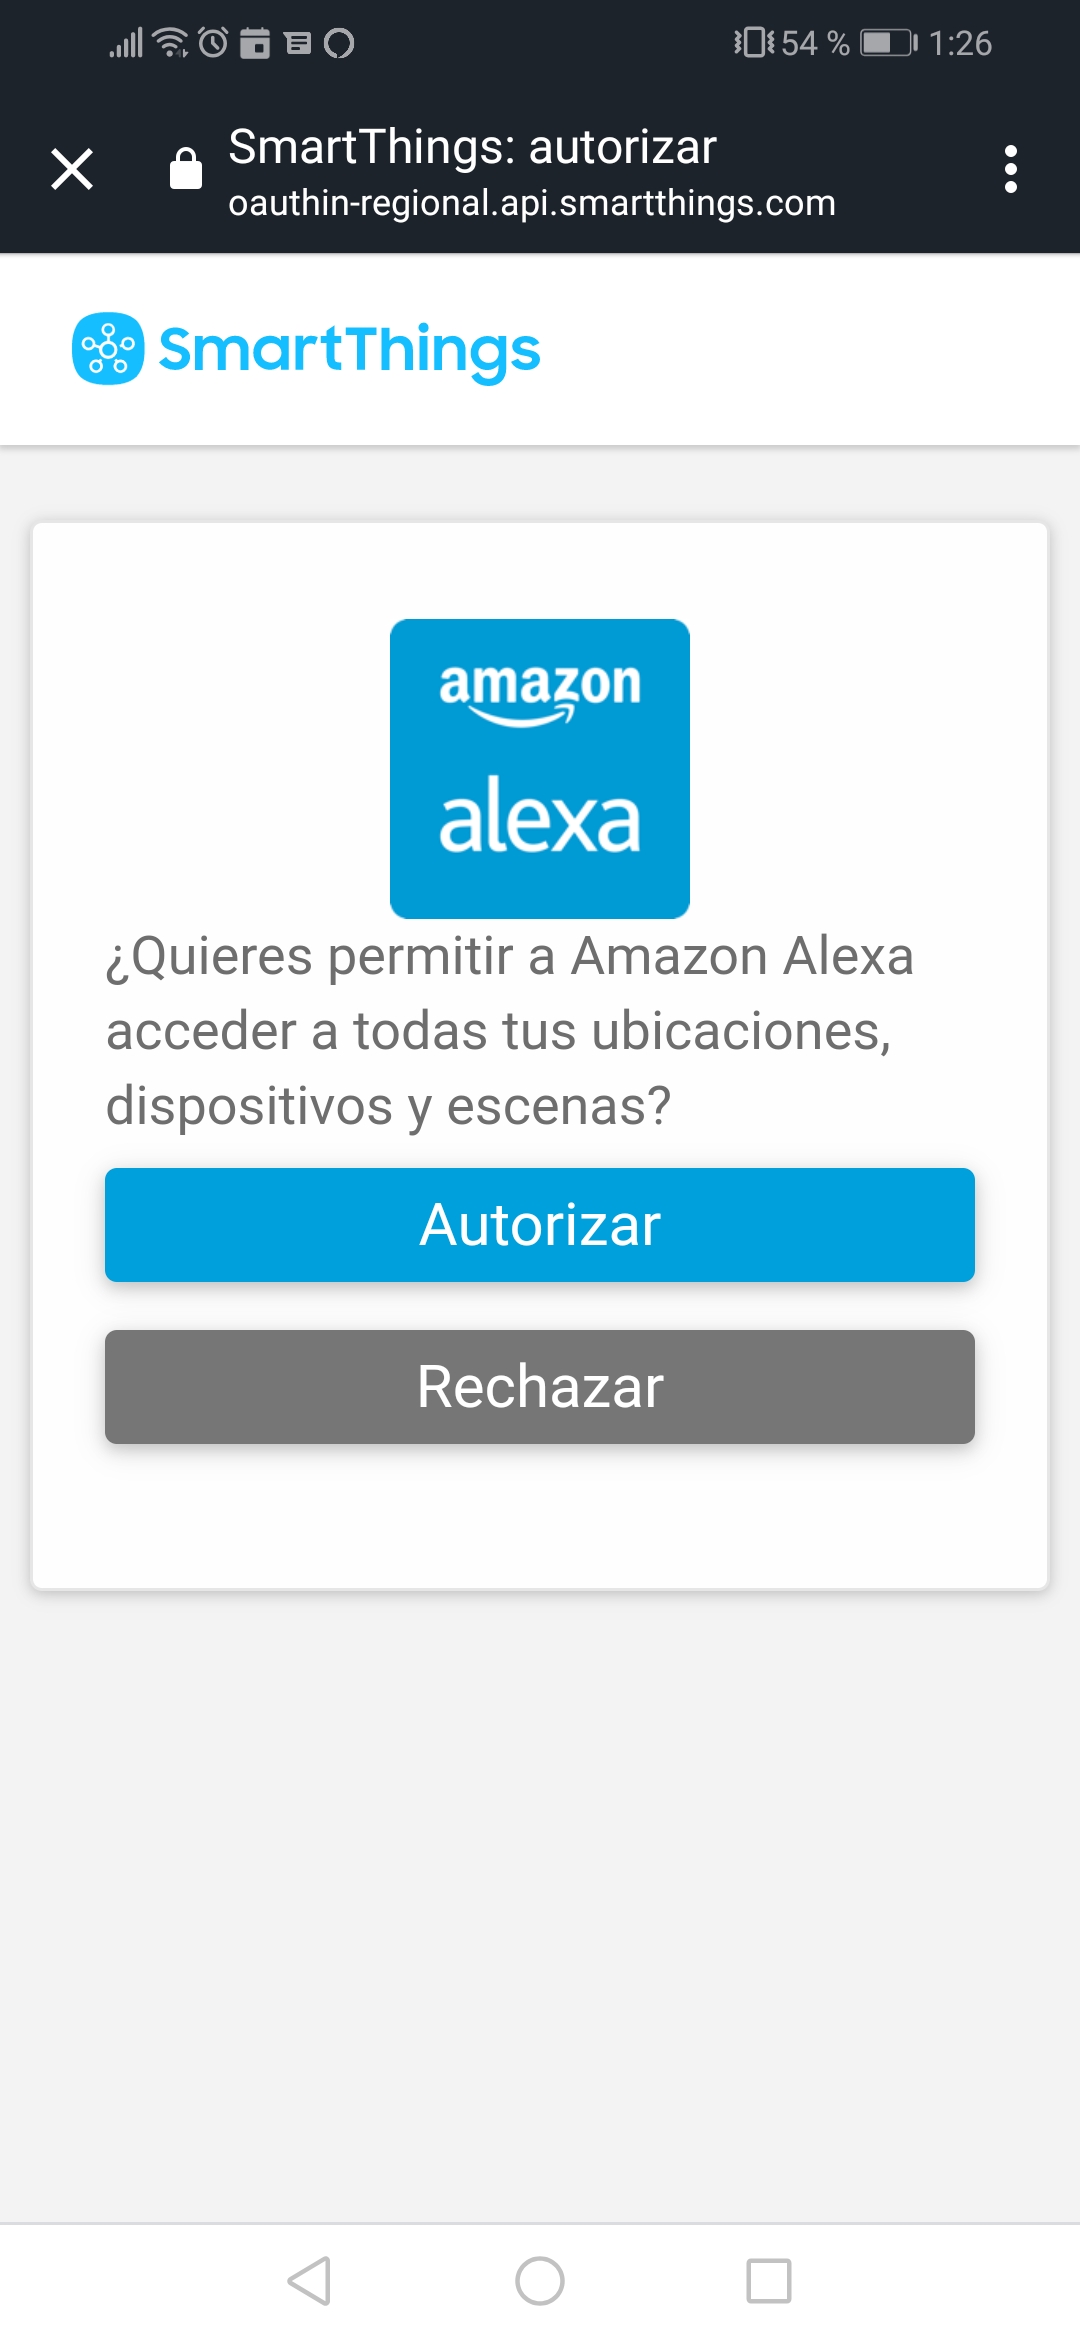 54 % 1:26
SmartThings: autorizar
oauthin-regional.api.smartthings.com
SmartThings
amazon
alexa
¿Quieres permitir a Amazon Alexa
acceder a todas tus ubicaciones,
dispositivos y escenas?
Autorizar
Rechazar